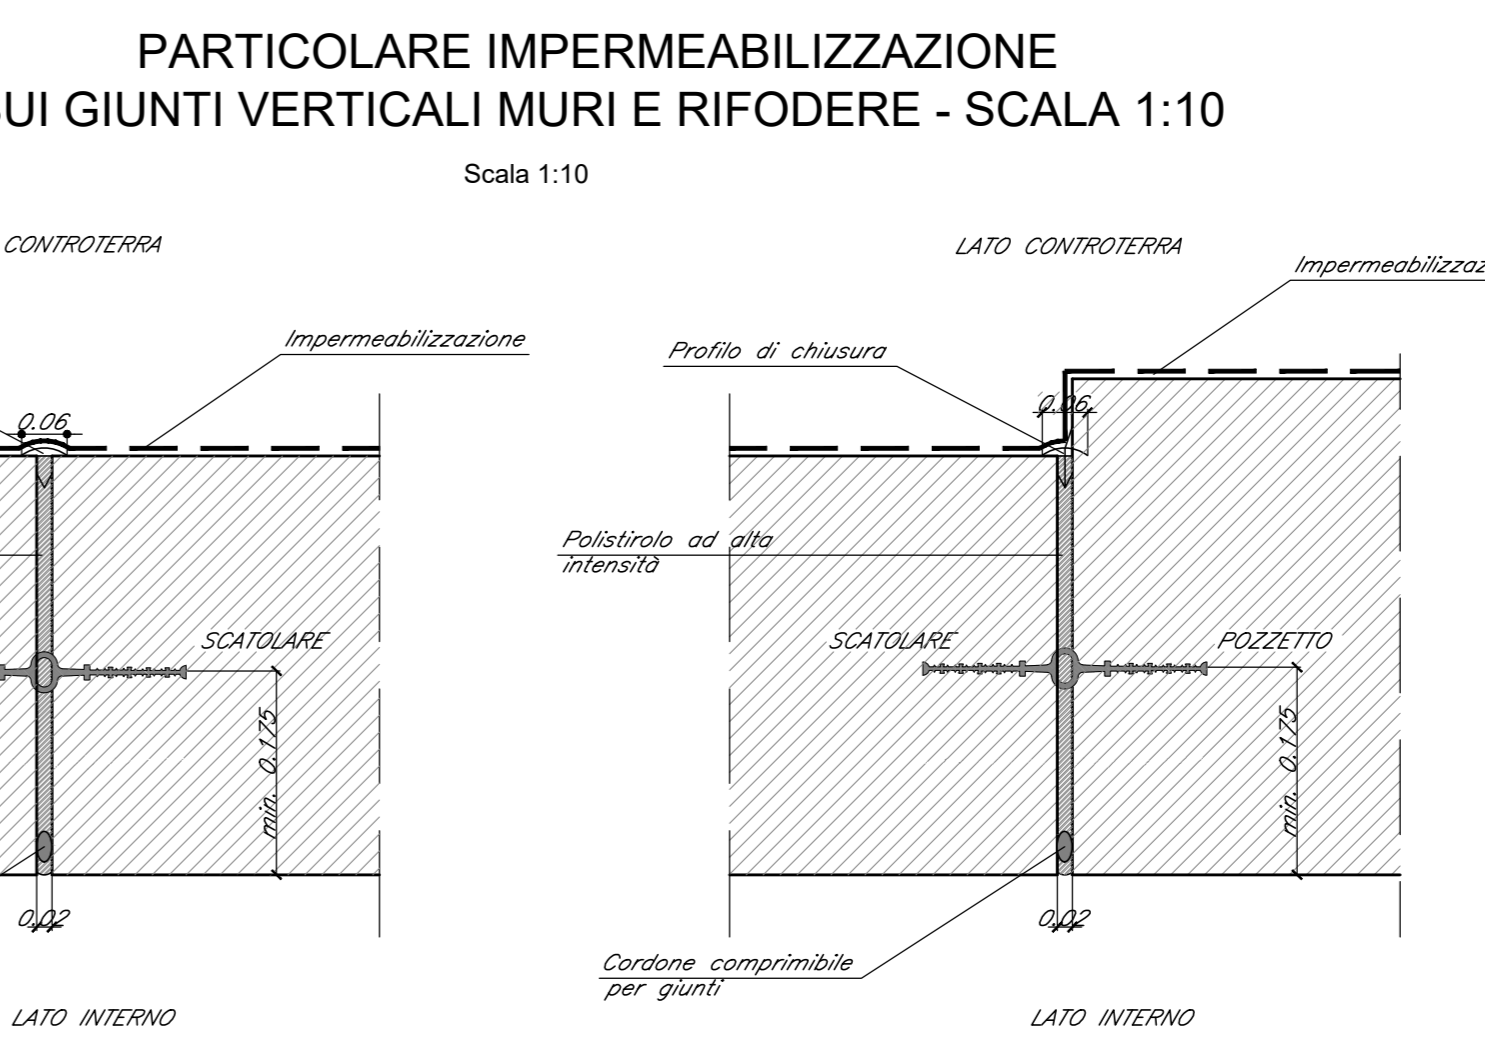 PARTICOLARE IMPERMEABILIZZAZIONE
UI GIUNTI VERTICALI MURI E RIFODERE - SCALA 1:10
Scala 1:10
CONTROTERRA
Impermeabilizzazione
0.06
SCATOLARE
min. 0.175
0.02
LATO INTERNO
LATO CONTROTERRA
Impermeabilizzaz
Profilo di chiusura
0.06
Polistirolo ad alta
intensità
SCATOLARE
POZZETTO
min. 0.175
0.02
Cordone comprimibile
per giunti
LATO INTERNO